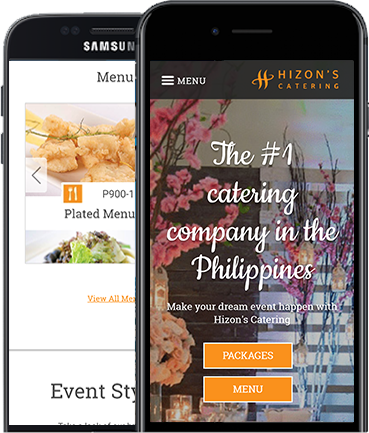 SAMSUN
Menu
P900-1
Plated Menu
View All Me
Event Sty
MENU
HIZON'S
CATERING
The #1
catering
company in the
Philippines
Make your dream event happen with
Hizon's Catering
PACKAGES
MENU